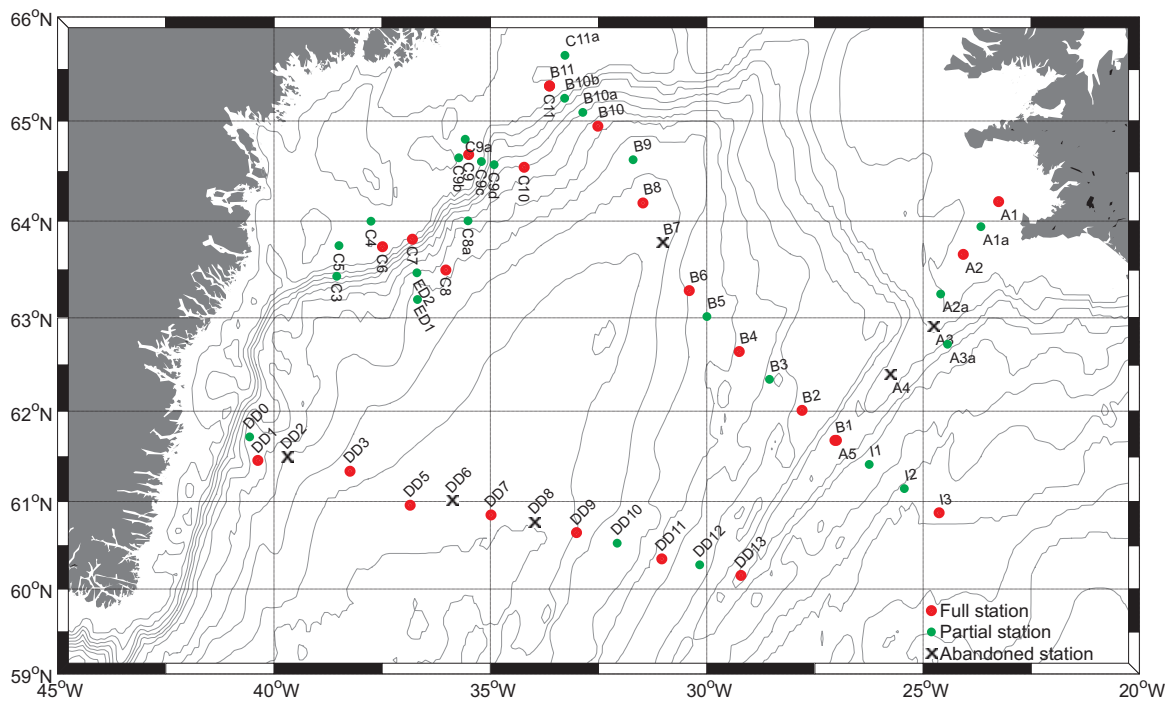 66°N
C11a
B11
B10b
B10a
C11
B10
65°N
B9
C9a
C9
C9b
C9c
C9d
C10
B8
64°N
A1
B7
A1a
C4
C5
C6
C7
C8a
A2
C3
ED2
C8
B6
ED1
A2a
63°N
B5
A3
B4
A3a
B3
A4
62°N
B2
DD0
DD1
DD2
B1
A5
I1
DD3
I2
61°N
DD5
DD6
DD7
DD8
I3
DD9
DD10
DD11
DD12
DD13
60°N
Full station
Partial station
Abandoned station
59°N
45°W
40°W
35°W
30°W
25°W
20°W